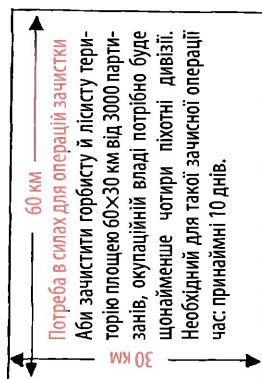 60 км
Потреба в силах для операцій зачистки
Аби зачистити горбисту й лісисту тери-
торію площею 60×30 км від 3000 парти-
занів, окупаційній владі потрібно буде
щонайменше чотири піхотні дивізії.
Необхідний для такої зачисної операції
час: принаймні 10 днів.
30 км